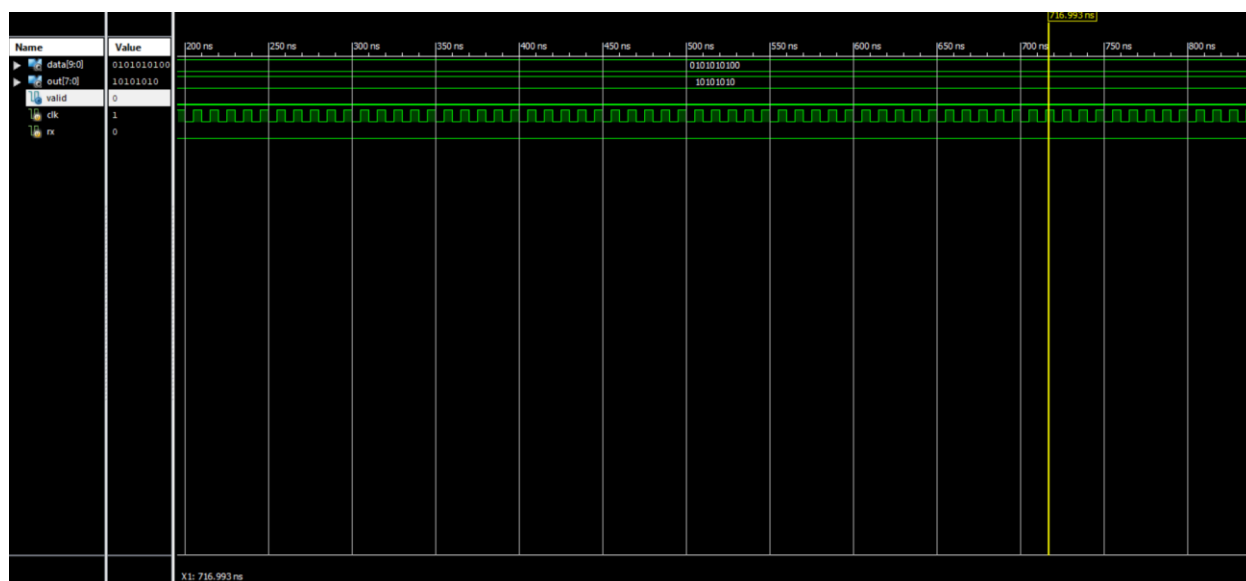 716.993 ns
Name Value 200 ns 250 ns 300 ns 350 ns 400 ns 450 ns 500 ns 550 ns 600 ns 650 ns 700 ns 750 ns 800 ns
data[9:0] 0101010100 0101010100
out[7:0] 10101010 10101010
valid 0
clk 1
rx 0
X1: 716.993 ns